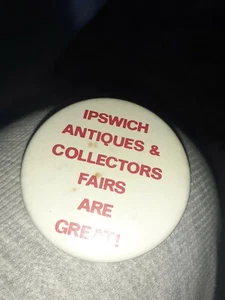 IPSWICH
ANTIQUES &
COLLECTORS
FAIRS
ARE
GREAT!